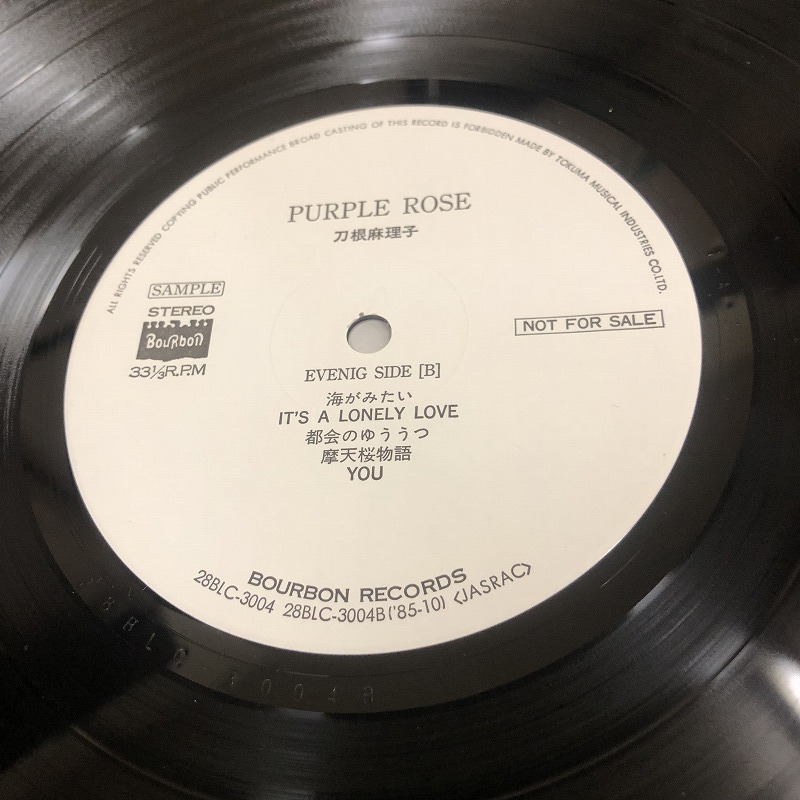 ALL RIGHTS RESERVED COPYING PUBLIC PERFORMANCE BROAD CASTING OF THIS RECORD IS FORBIDDEN MADE BY TOKUMA MUSICAL INDUSTRIES CO.LTD.
PURPLE ROSE
刀根麻理子
SAMPLE
STEREO
BouRboN
33⅓R.P.M
NOT FOR SALE
EVENIG SIDE [B]
海がみたい
IT'S A LONELY LOVE
都会のゆううつ
摩天桜物語
YOU
BOURBON RECORDS
28BLC-3004 28BLC-3004B('85-10) <JASRAC>